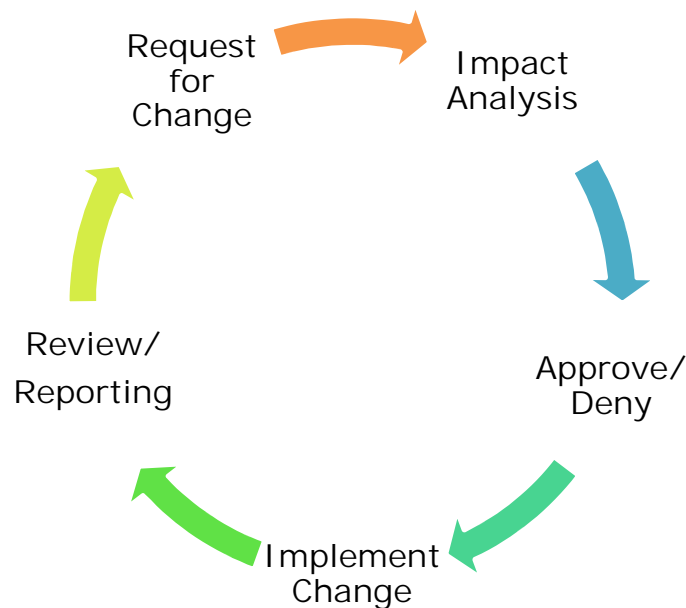 Request
for
Change
Impact
Analysis
Approve/
Deny
Implement
Change
Review/
Reporting